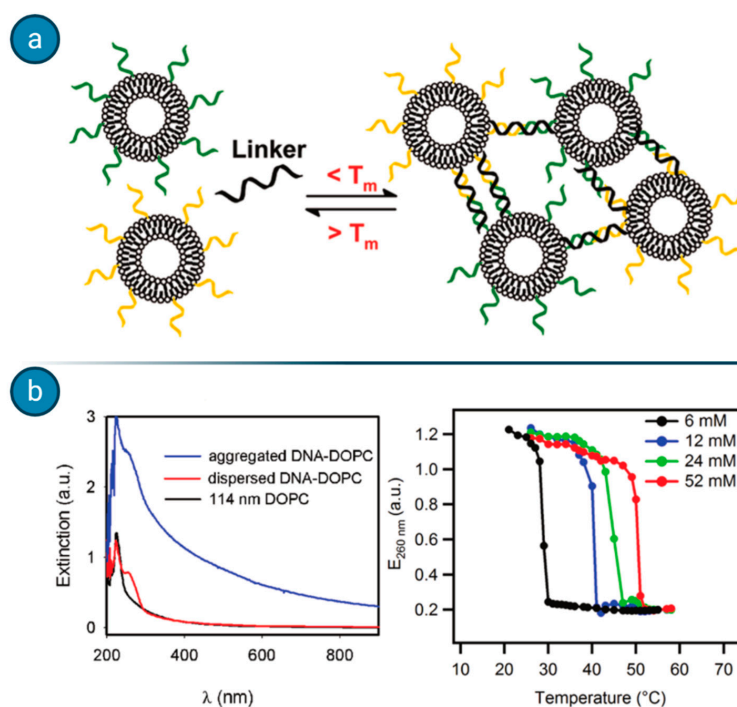 a
Linker
< Tm
> Tm
b
3
2
1
0
200
400
600
800
Extinction (a.u.)
λ (nm)
aggregated DNA-DOPC
dispersed DNA-DOPC
114 nm DOPC
1.2
1.0
0.8
0.6
0.4
0.2
E260 nm (a.u.)
6 mM
12 mM
24 mM
52 mM
10
20
30
40
50
60
70
Temperature (°C)